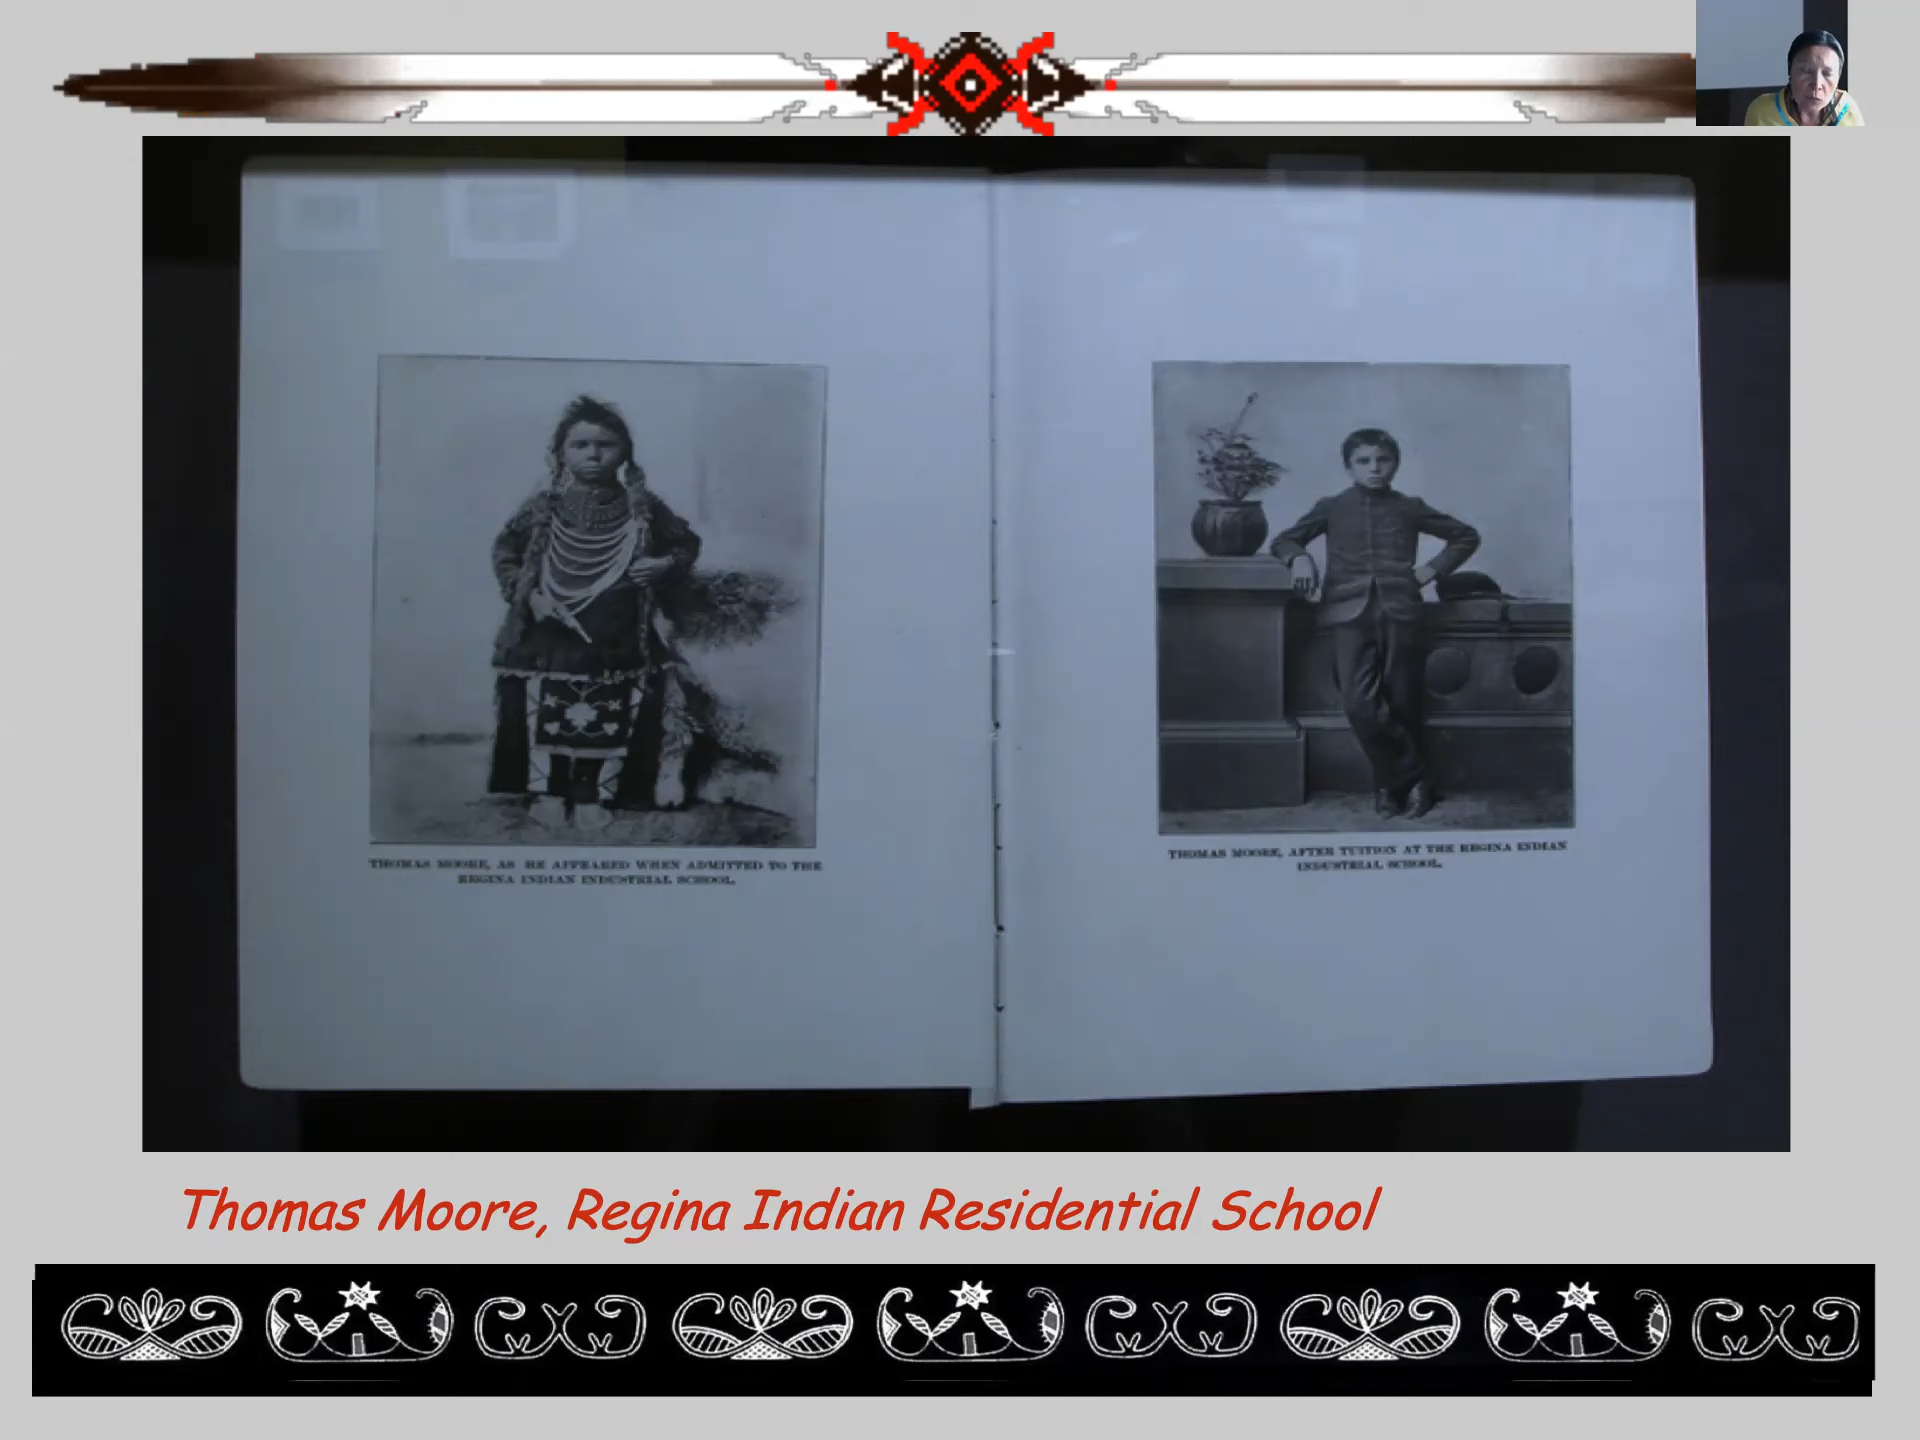 THOMAS MOORE, AS HE APPEARED WHEN ADMITTED TO THE
REGINA INDIAN INDUSTRIAL SCHOOL.
THOMAS MOORE, AFTER TUITION AT THE REGINA INDIAN
INDUSTRIAL SCHOOL.
Thomas Moore, Regina Indian Residential School